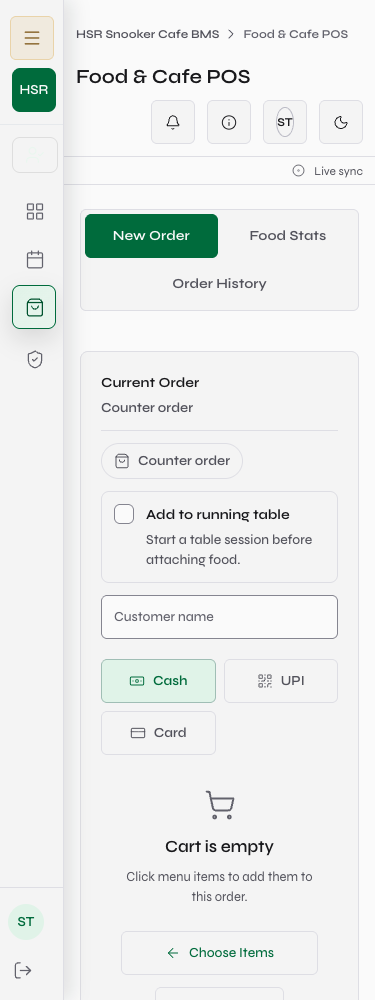 HSR Snooker Cafe BMS > Food & Cafe POS
HSR
Food & Cafe POS
ST
Live sync
New Order
Food Stats
Order History
Current Order
Counter order
Counter order
Add to running table
Start a table session before
attaching food.
Customer name
Cash
UPI
Card
Cart is empty
Click menu items to add them to
this order.
Choose Items
ST